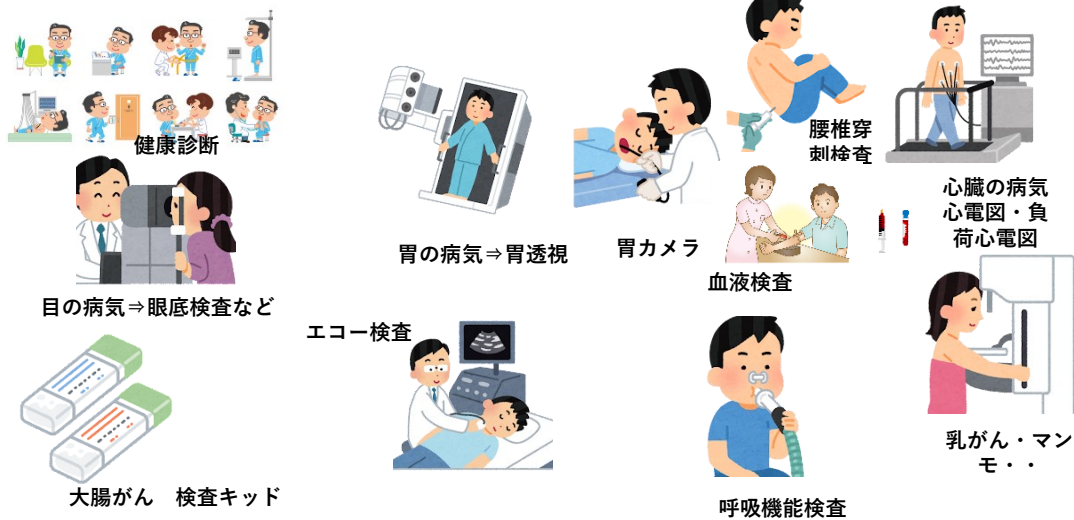 健康診断
腰椎穿
刺検査
心臓の病気
心電図・負
荷心電図
胃の病気⇒胃透視
胃カメラ
血液検査
目の病気⇒眼底検査など
エコー検査
乳がん・マン
モ・・
大腸がん　検査キッド
呼吸機能検査